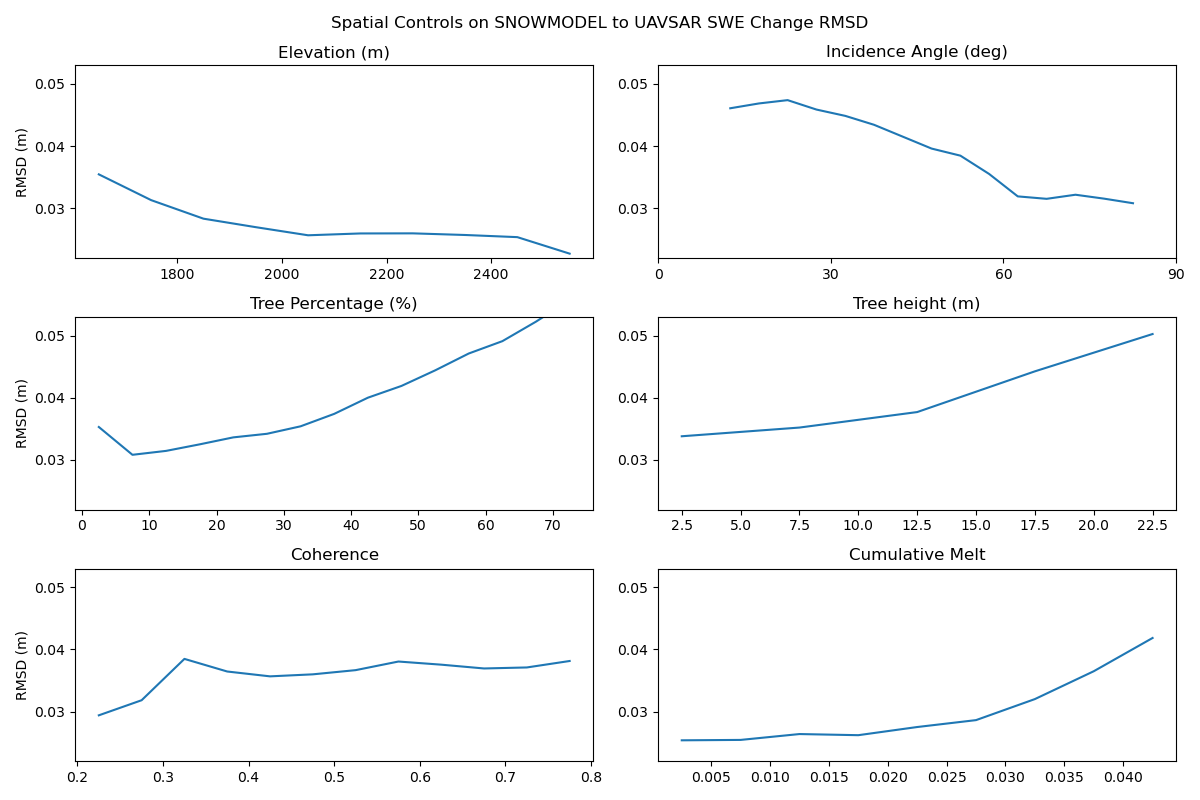 Spatial Controls on SNOWMODEL to UAVSAR SWE Change RMSD
Elevation (m)
RMSD (m)
0.05
0.04
0.03
1800 2000 2200 2400
Incidence Angle (deg)
0.05
0.04
0.03
0 30 60 90
Tree Percentage (%)
RMSD (m)
0.05
0.04
0.03
0 10 20 30 40 50 60 70
Tree height (m)
0.05
0.04
0.03
2.5 5.0 7.5 10.0 12.5 15.0 17.5 20.0 22.5
Coherence
RMSD (m)
0.05
0.04
0.03
0.2 0.3 0.4 0.5 0.6 0.7 0.8
Cumulative Melt
0.05
0.04
0.03
0.005 0.010 0.015 0.020 0.025 0.030 0.035 0.040